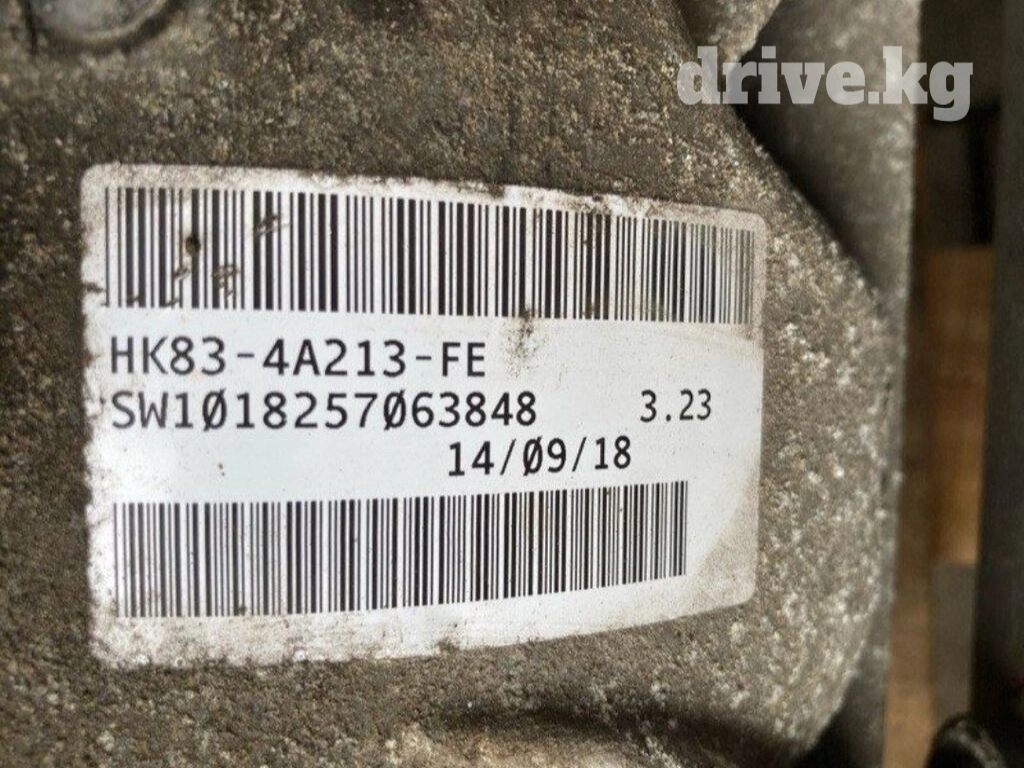 drive.kg
HK83-4A213-FE
SW1Ø18257Ø63848 3.23
14/Ø9/18